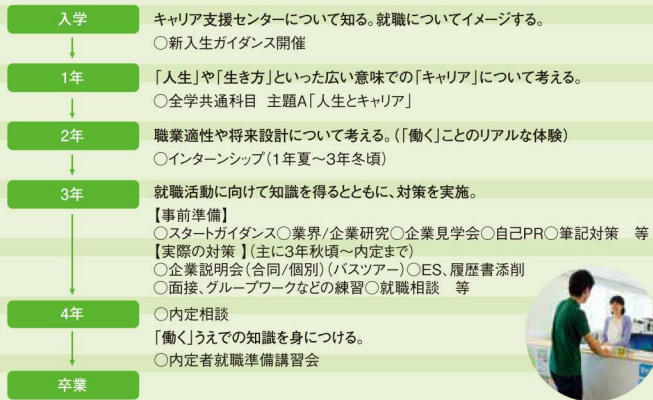 入学
キャリア支援センターについて知る。就職についてイメージする。
○新入生ガイダンス開催
1年
「人生」や「生き方」といった広い意味での「キャリア」について考える。
○全学共通科目 主題A「人生とキャリア」
2年
職業適性や将来設計について考える。(「働く」ことのリアルな体験)
○インターンシップ(1年夏~3年冬頃)
3年
就職活動に向けて知識を得るとともに、対策を実施。
【事前準備】
○スタートガイダンス○業界/企業研究○企業見学会○自己PR○筆記対策 等
【実際の対策】(主に3年秋頃~内定まで)
○企業説明会(合同/個別)(バスツアー)○ES、履歴書添削
○面接、グループワークなどの練習○就職相談 等
4年
○内定相談
「働く」うえでの知識を身につける。
○内定者就職準備講習会
卒業